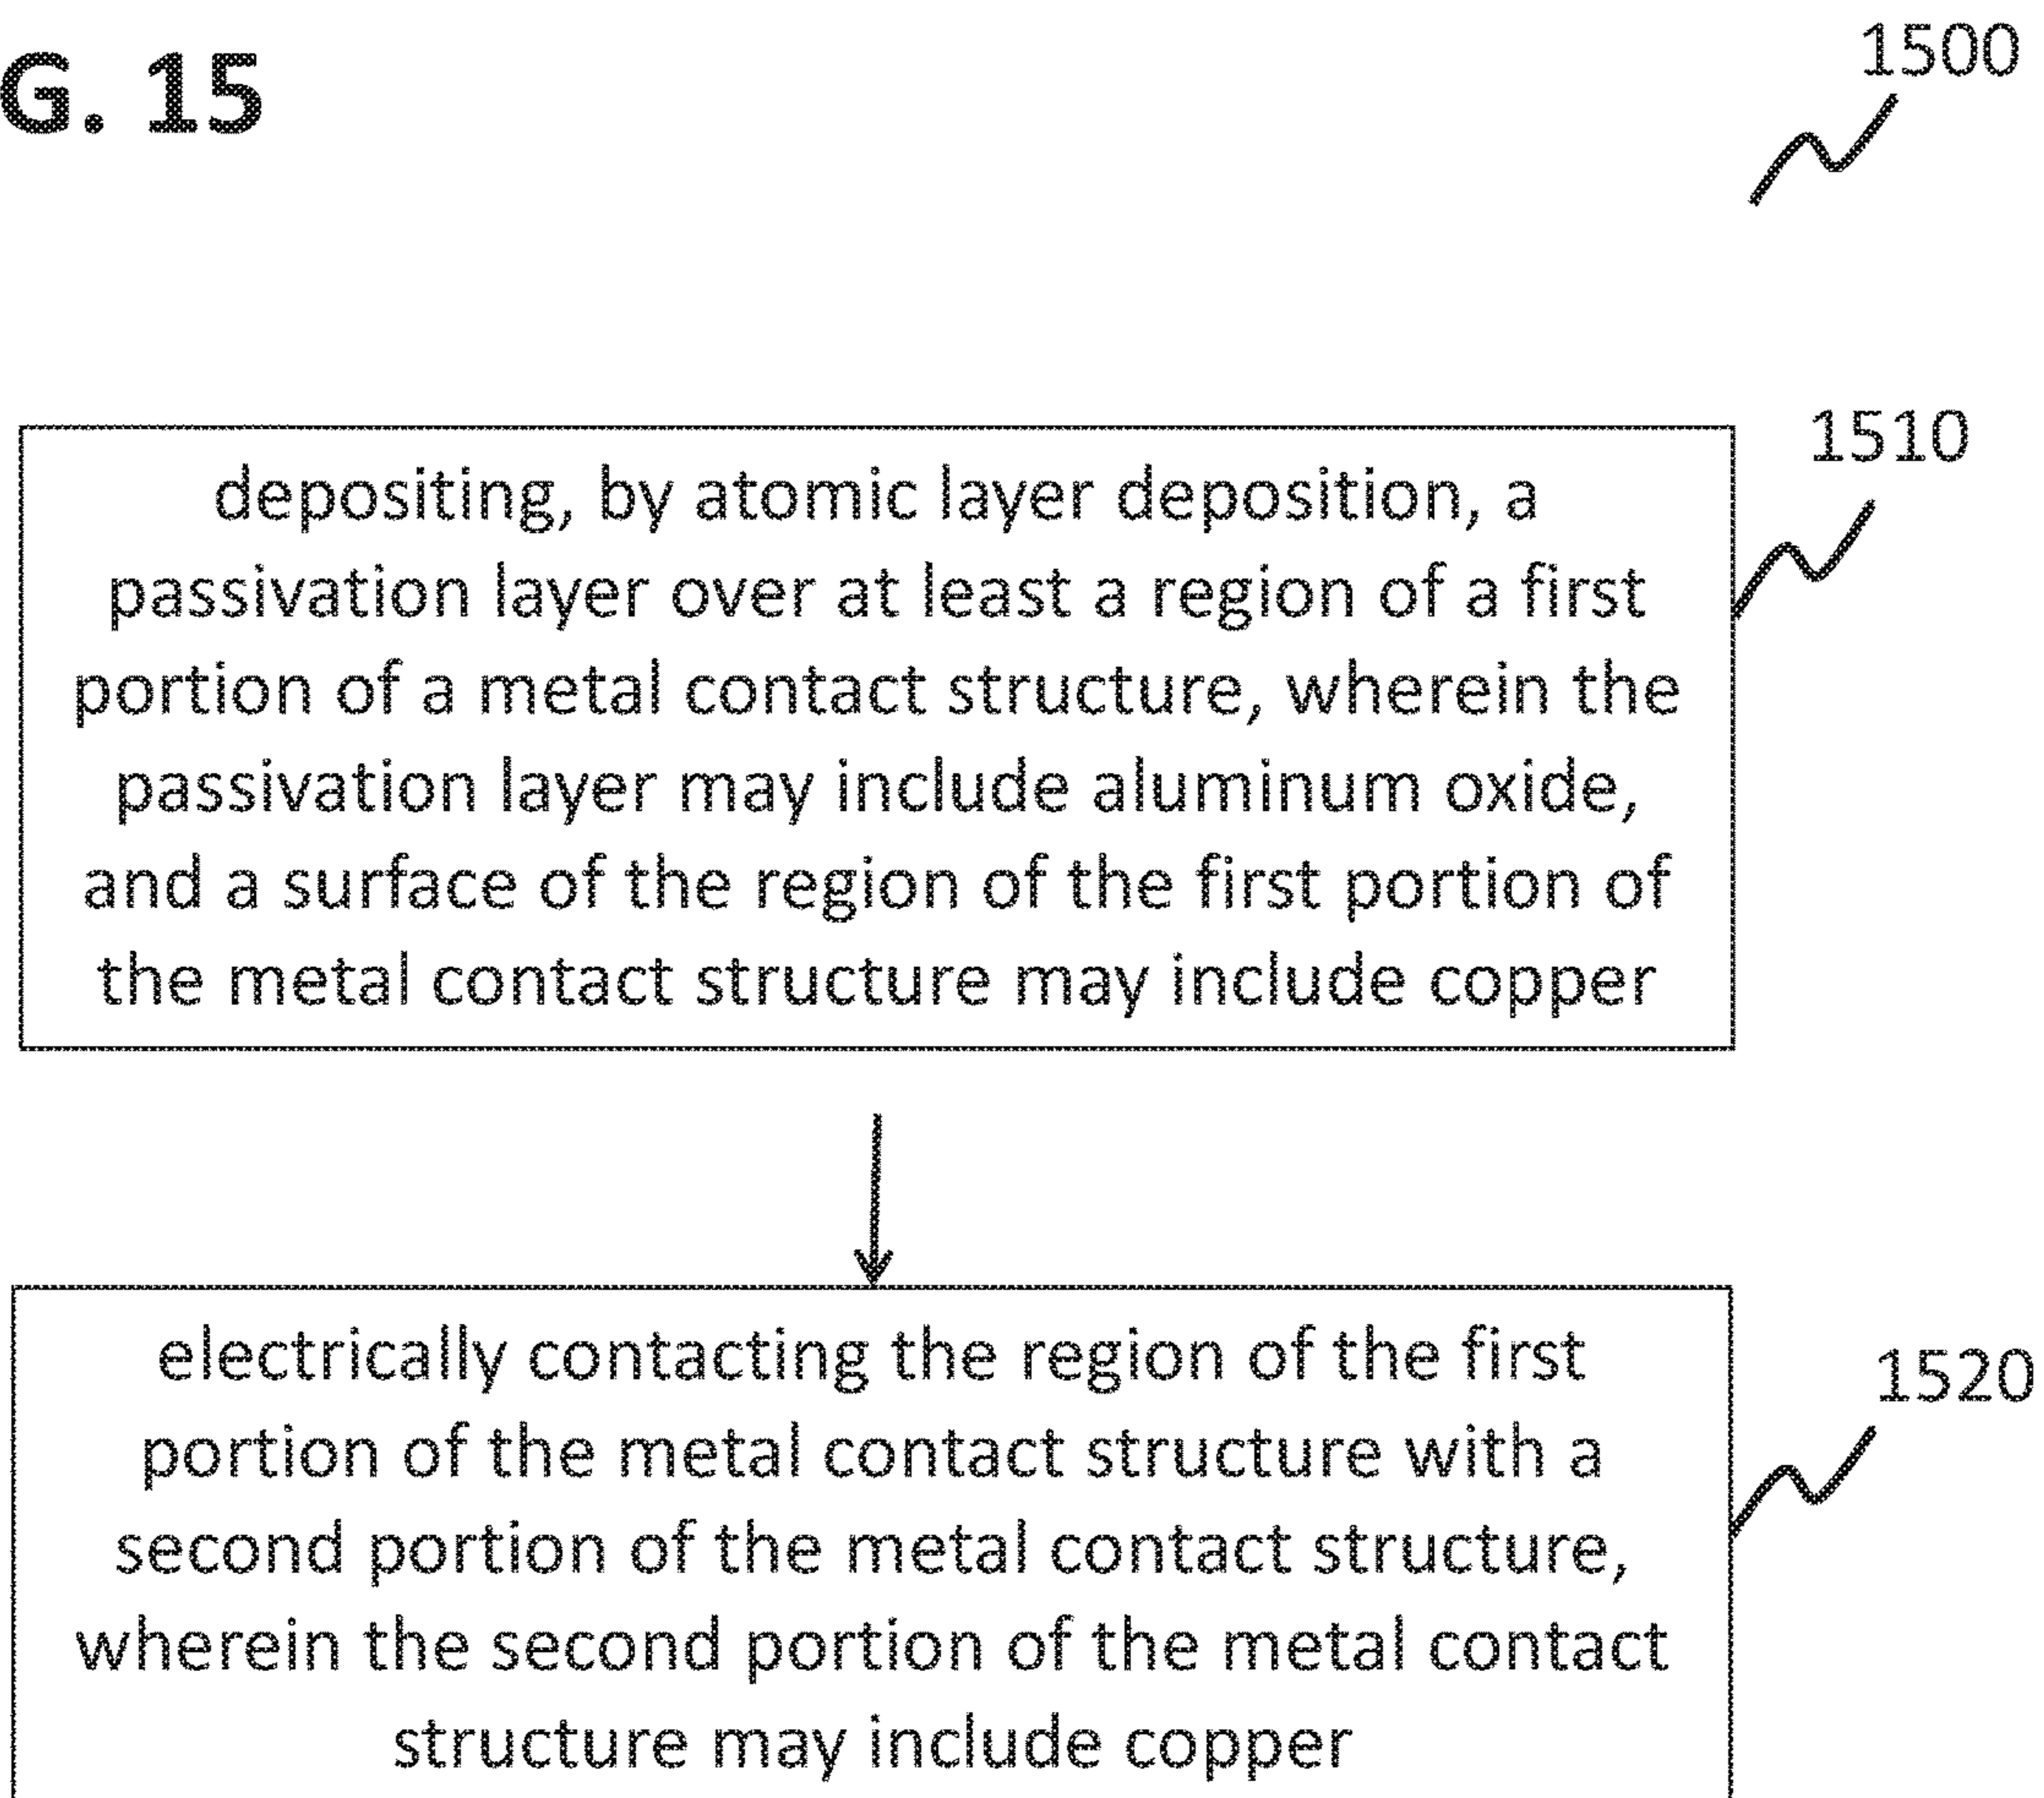 G. 15
1500
1510
depositing, by atomic layer deposition, a
passivation layer over at least a region of a first
portion of a metal contact structure, wherein the
passivation layer may include aluminum oxide,
and a surface of the region of the first portion of
the metal contact structure may include copper
1520
electrically contacting the region of the first
portion of the metal contact structure with a
second portion of the metal contact structure,
wherein the second portion of the metal contact
structure may include copper